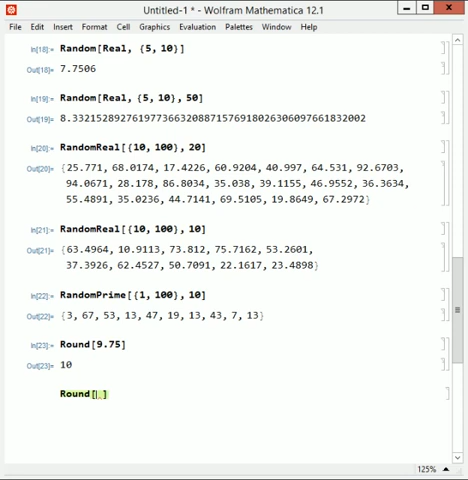 Untitled-1 * - Wolfram Mathematica 12.1
File Edit Insert Format Cell Graphics Evaluation Palettes Window Help
In[18]:= Random[Real, {5, 10}]
Out[18]= 7.7506
In[19]:= Random[Real, {5, 10}, 50]
Out[19]= 8.3321528927619773663208871576918026306097661832002
In[20]:= RandomReal[{10, 100}, 20]
Out[20]= {25.771, 68.0174, 17.4226, 60.9204, 40.997, 64.531, 92.6703,
94.0671, 28.178, 86.8034, 35.038, 39.1155, 46.9552, 36.3634,
55.4891, 35.0236, 44.7141, 69.5105, 19.8649, 67.2972}
In[21]:= RandomReal[{10, 100}, 10]
Out[21]= {63.4964, 10.9113, 73.812, 75.7162, 53.2601,
37.3926, 62.4527, 50.7091, 22.1617, 23.4898}
In[22]:= RandomPrime[{1, 100}, 10]
Out[22]= {3, 67, 53, 13, 47, 19, 13, 43, 7, 13}
In[23]:= Round[9.75]
Out[23]= 10
Round[ ]
125%